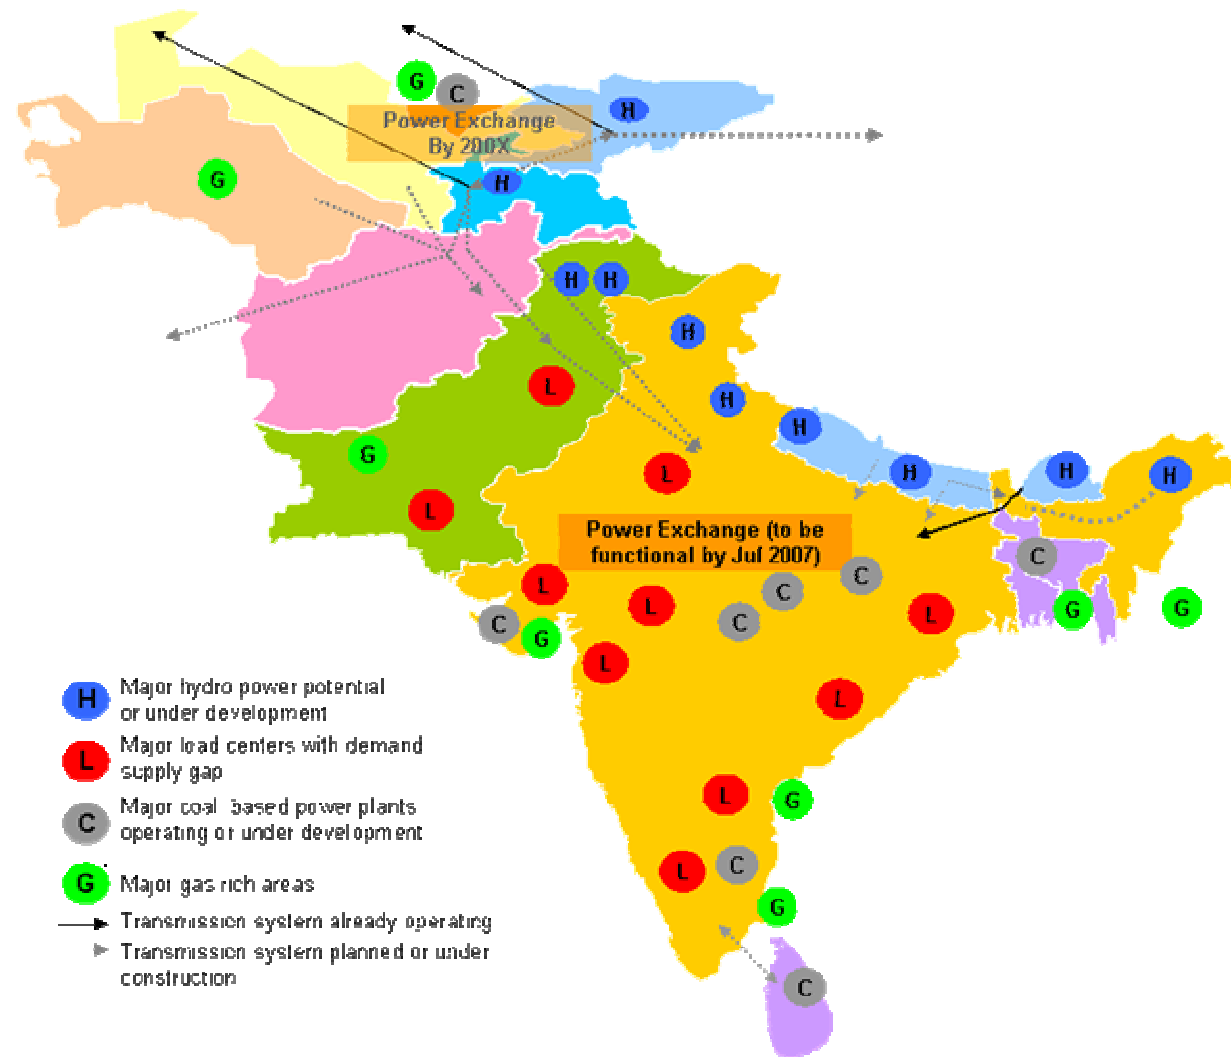 G
C
Power Exchange
By 200X
H
G
H
H H
H
L
H
H
G
L
H
H
H
L
Power Exchange (to be
functional by Jul 2007)
C
C
L
C
L
C
C
G
L
G
G
L
H Major hydro power potential
or under development
L
L Major load centers with demand
supply gap
L
G
C Major coal based power plants
operating or under development
L
C
G Major gas rich areas
G
Transmission system already operating
Transmission system planned or under
construction
C